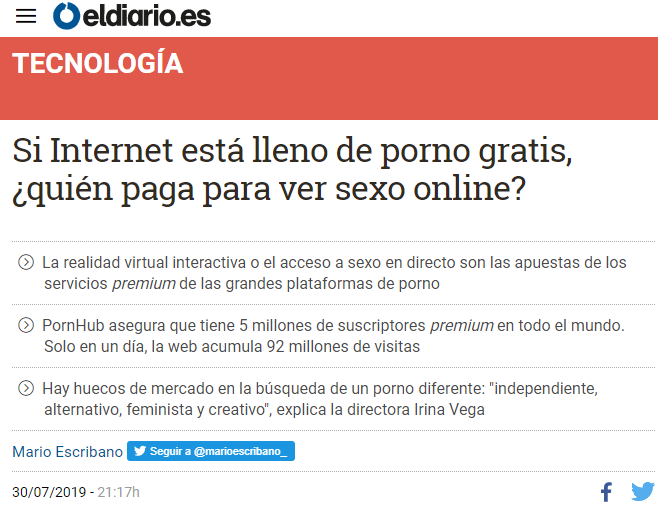 eldiario.es
TECNOLOGÍA
Si Internet está lleno de porno gratis,
¿quién paga para ver sexo online?
La realidad virtual interactiva o el acceso a sexo en directo son las apuestas de los
servicios premium de las grandes plataformas de porno
PornHub asegura que tiene 5 millones de suscriptores premium en todo el mundo.
Solo en un día, la web acumula 92 millones de visitas
Hay huecos de mercado en la búsqueda de un porno diferente: "independiente,
alternativo, feminista y creativo", explica la directora Irina Vega
Mario Escribano Seguir a @marioescribano_
30/07/2019 - 21:17h